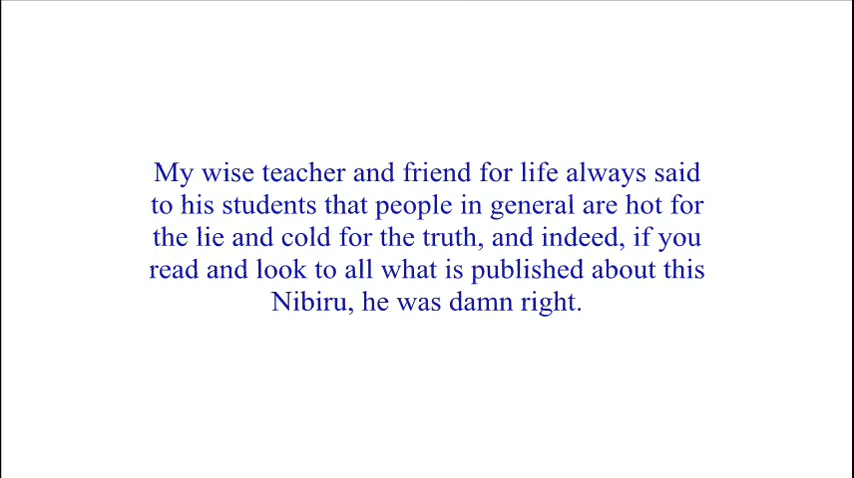 My wise teacher and friend for life always said
to his students that people in general are hot for
the lie and cold for the truth, and indeed, if you
read and look to all what is published about this
Nibiru, he was damn right.